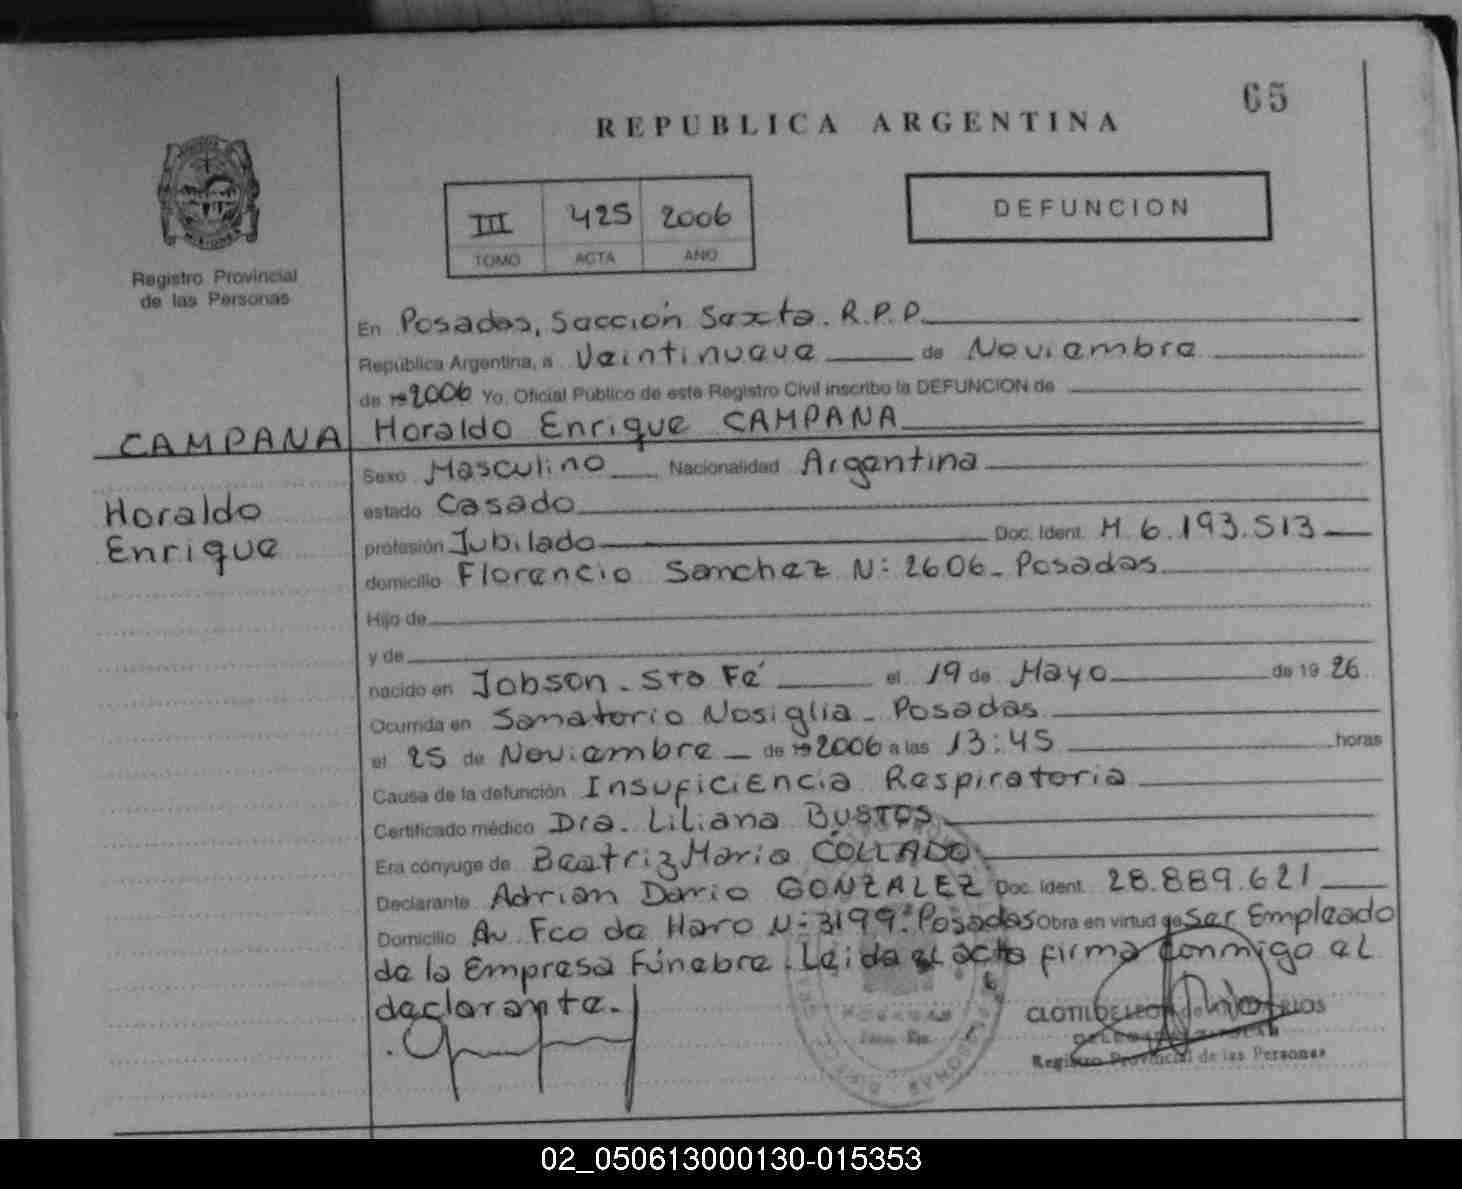 65
REPUBLICA ARGENTINA
III 425 2006
TOMO ACTA AÑO
DEFUNCION
Registro Provincial
de las Personas
En Posadas, Sección Sexta. R.P.P.
República Argentina, a Veintinueve de Noviembre
de 19 2006 Yo, Oficial Público de este Registro Civil inscribo la DEFUNCION de
CAMPANA Horaldo Enrique CAMPANA
Sexo Masculino Nacionalidad Argentina
Horaldo
Enrique
estado Casado
profesión Jubilado Doc. Ident. M. 6.193.513
domicilio Florencio Sanchez N: 2606 - Posadas
Hijo de
y de
nacido en Jobson - Sta Fé el 19 de Mayo de 19 26
Ocurrida en Sanatorio Nosiglia - Posadas
el 25 de Noviembre de 19 2006 a las 13:45 horas
Causa de la defunción Insuficiencia Respiratoria
Certificado médico Dra. Liliana BUSTOS
Era cónyuge de Beatriz Maria COLLADO
Declarante Adrian Dario GONZALEZ Doc. Ident. 28.889.621
Domicilio Av. Fco de Haro N: 3199 - Posadas Obra en virtud de Ser Empleado
de la Empresa Fúnebre. Leida el acta firma conmigo el
declarante.
Registro Provincial de las Personas
02_050613000130-015353